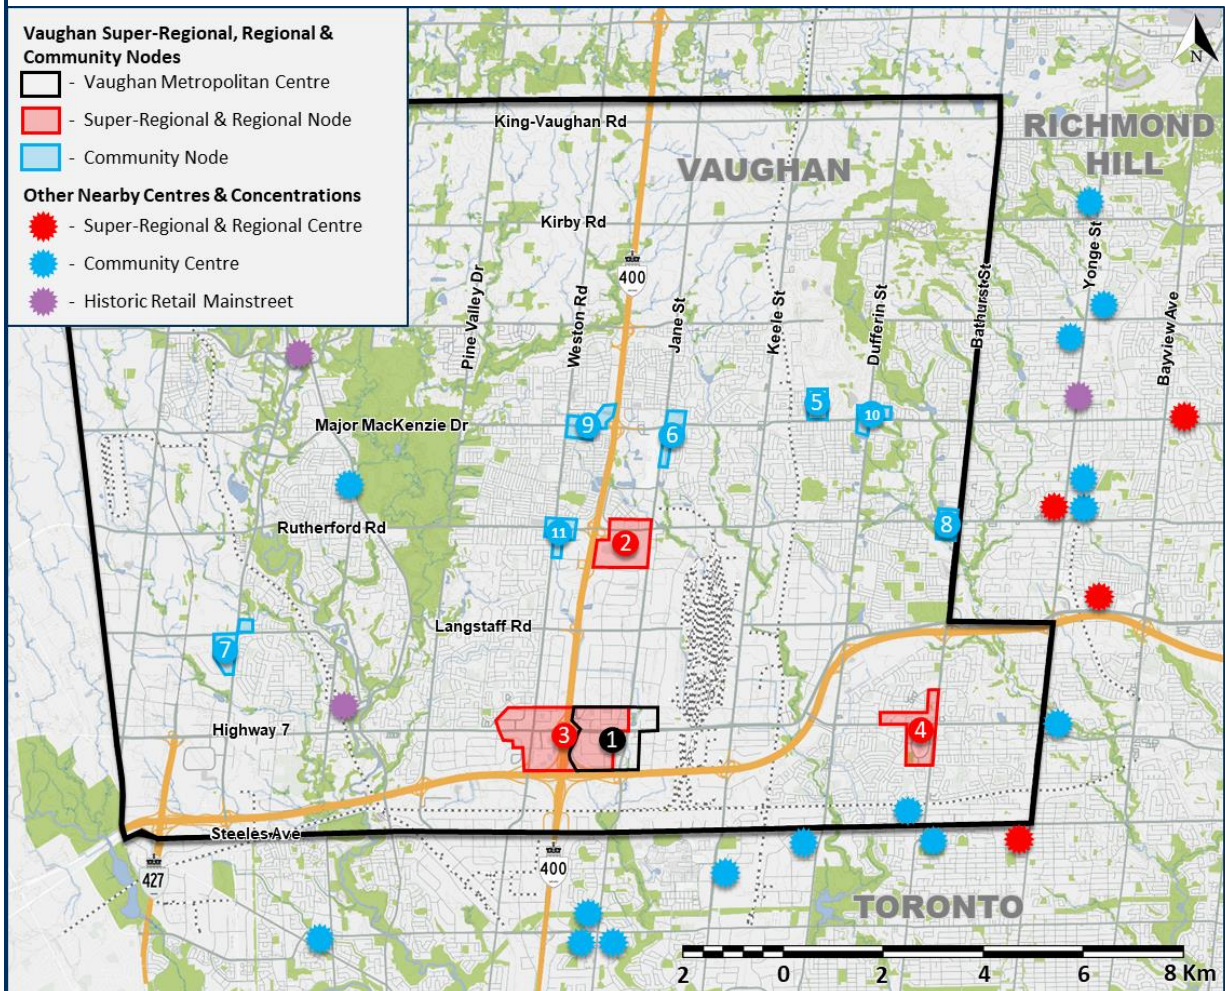 Vaughan Super-Regional, Regional &
Community Nodes
- Vaughan Metropolitan Centre
- Super-Regional & Regional Node
- Community Node
Other Nearby Centres & Concentrations
- Super-Regional & Regional Centre
- Community Centre
- Historic Retail Mainstreet
N
King-Vaughan Rd
VAUGHAN
RICHMOND
HILL
Kirby Rd
400
Pine Valley Dr
Weston Rd
Jane St
Keele St
Dufferin St
Bathurst St
Yonge St
Bayview Ave
5
10
9
6
Major MacKenzie Dr
Rutherford Rd
11
2
8
Langstaff Rd
7
Highway 7
3
1
4
Steeles Ave
427
400
TORONTO
2 0 2 4 6 8 Km